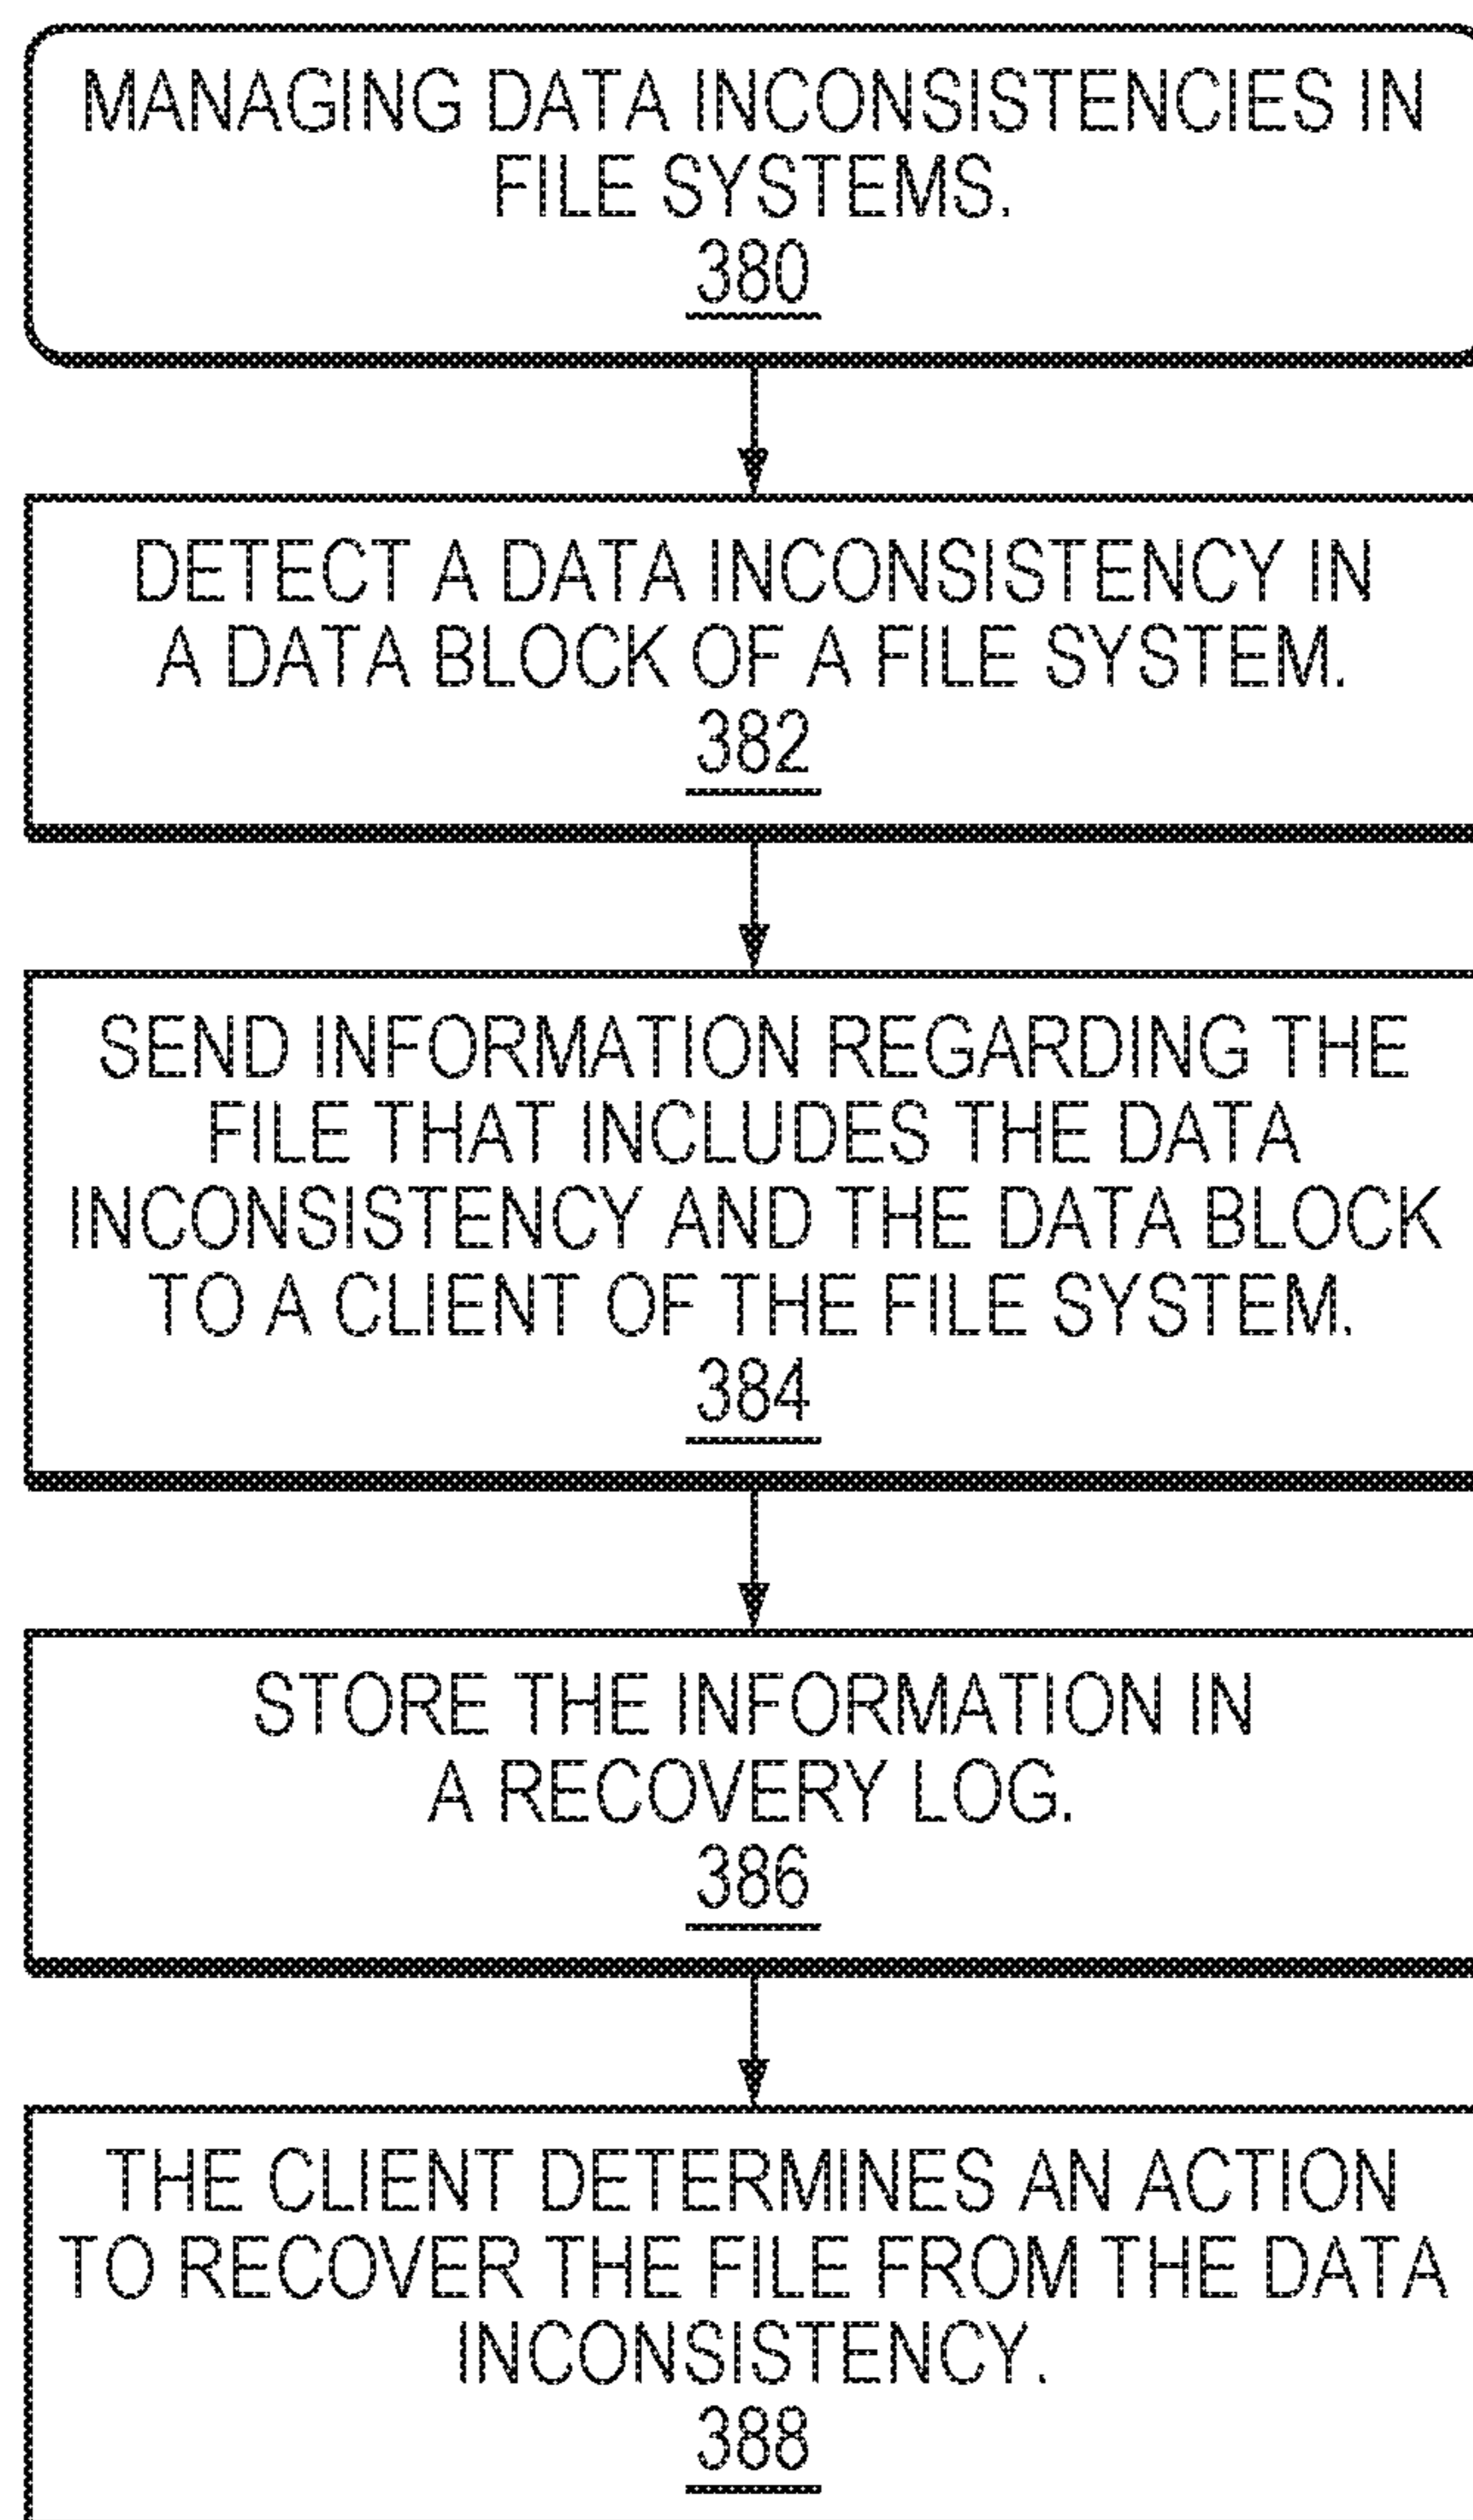 MANAGING DATA INCONSISTENCIES IN
FILE SYSTEMS.
380
DETECT A DATA INCONSISTENCY IN
A DATA BLOCK OF A FILE SYSTEM.
382
SEND INFORMATION REGARDING THE
FILE THAT INCLUDES THE DATA
INCONSISTENCY AND THE DATA BLOCK
TO A CLIENT OF THE FILE SYSTEM.
384
STORE THE INFORMATION IN
A RECOVERY LOG.
386
THE CLIENT DETERMINES AN ACTION
TO RECOVER THE FILE FROM THE DATA
INCONSISTENCY.
388